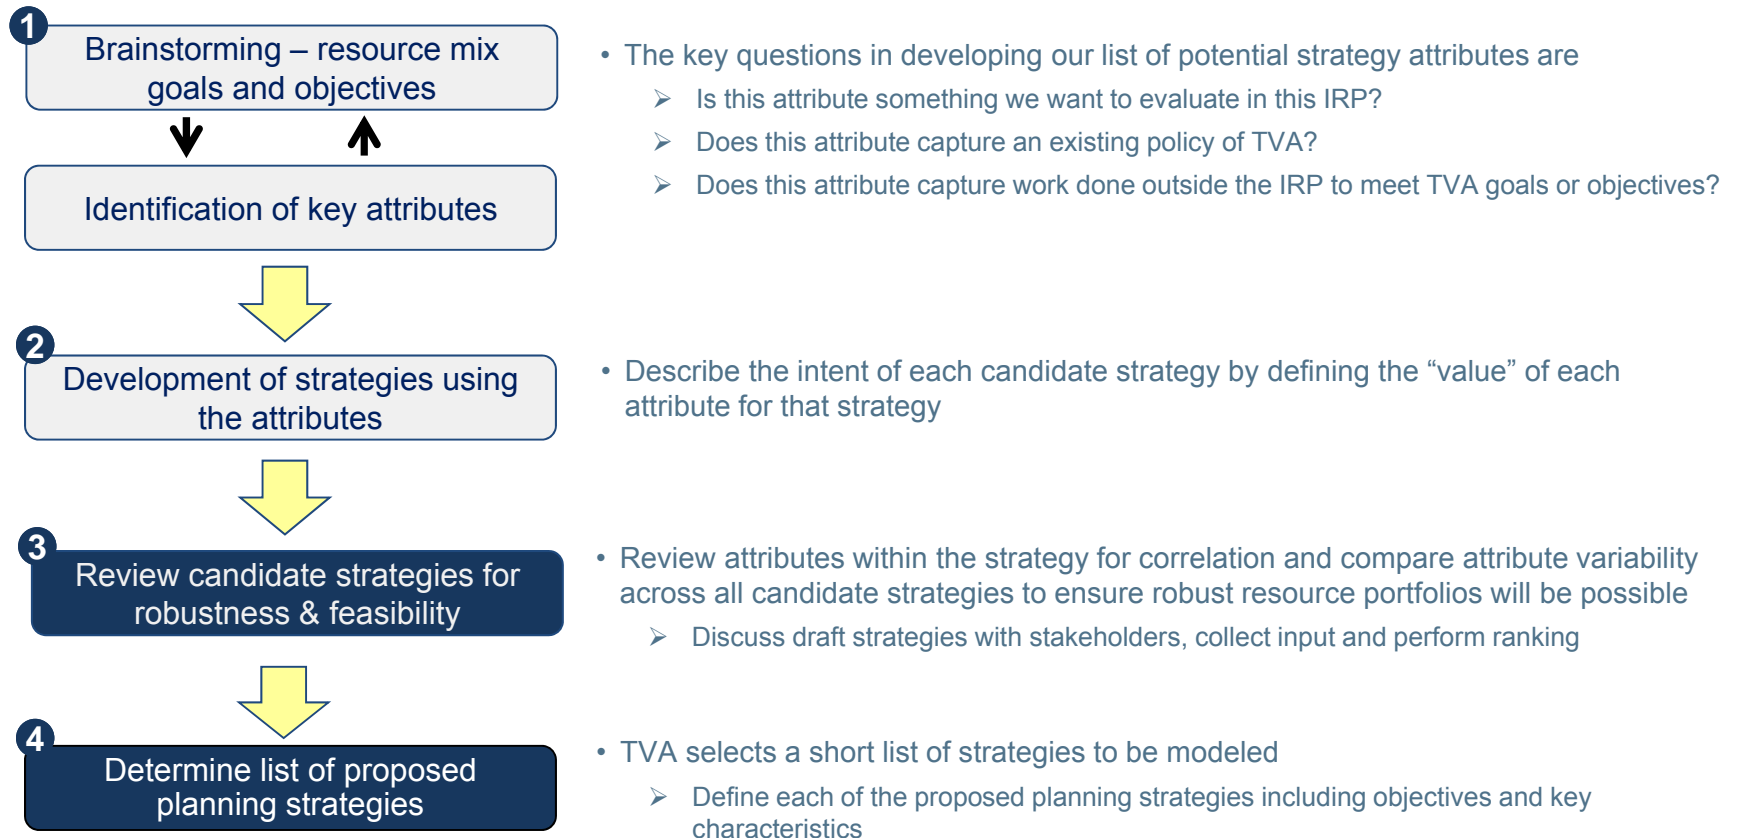 1
Brainstorming – resource mix
goals and objectives
• The key questions in developing our list of potential strategy attributes are
➢ Is this attribute something we want to evaluate in this IRP?
➢ Does this attribute capture an existing policy of TVA?
➢ Does this attribute capture work done outside the IRP to meet TVA goals or objectives?
Identification of key attributes
2
Development of strategies using
the attributes
• Describe the intent of each candidate strategy by defining the “value” of each
attribute for that strategy
3
Review candidate strategies for
robustness & feasibility
• Review attributes within the strategy for correlation and compare attribute variability
across all candidate strategies to ensure robust resource portfolios will be possible
➢ Discuss draft strategies with stakeholders, collect input and perform ranking
4
Determine list of proposed
planning strategies
• TVA selects a short list of strategies to be modeled
➢ Define each of the proposed planning strategies including objectives and key
characteristics